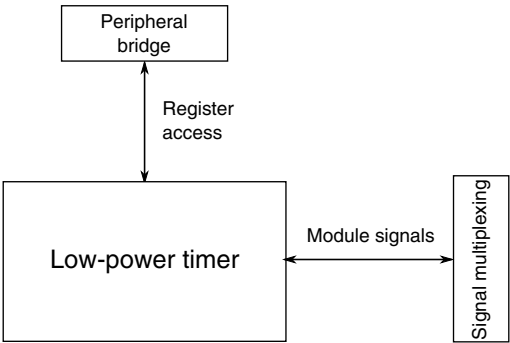 Peripheral
bridge
Register
access
Low-power timer
Module signals
Signal multiplexing